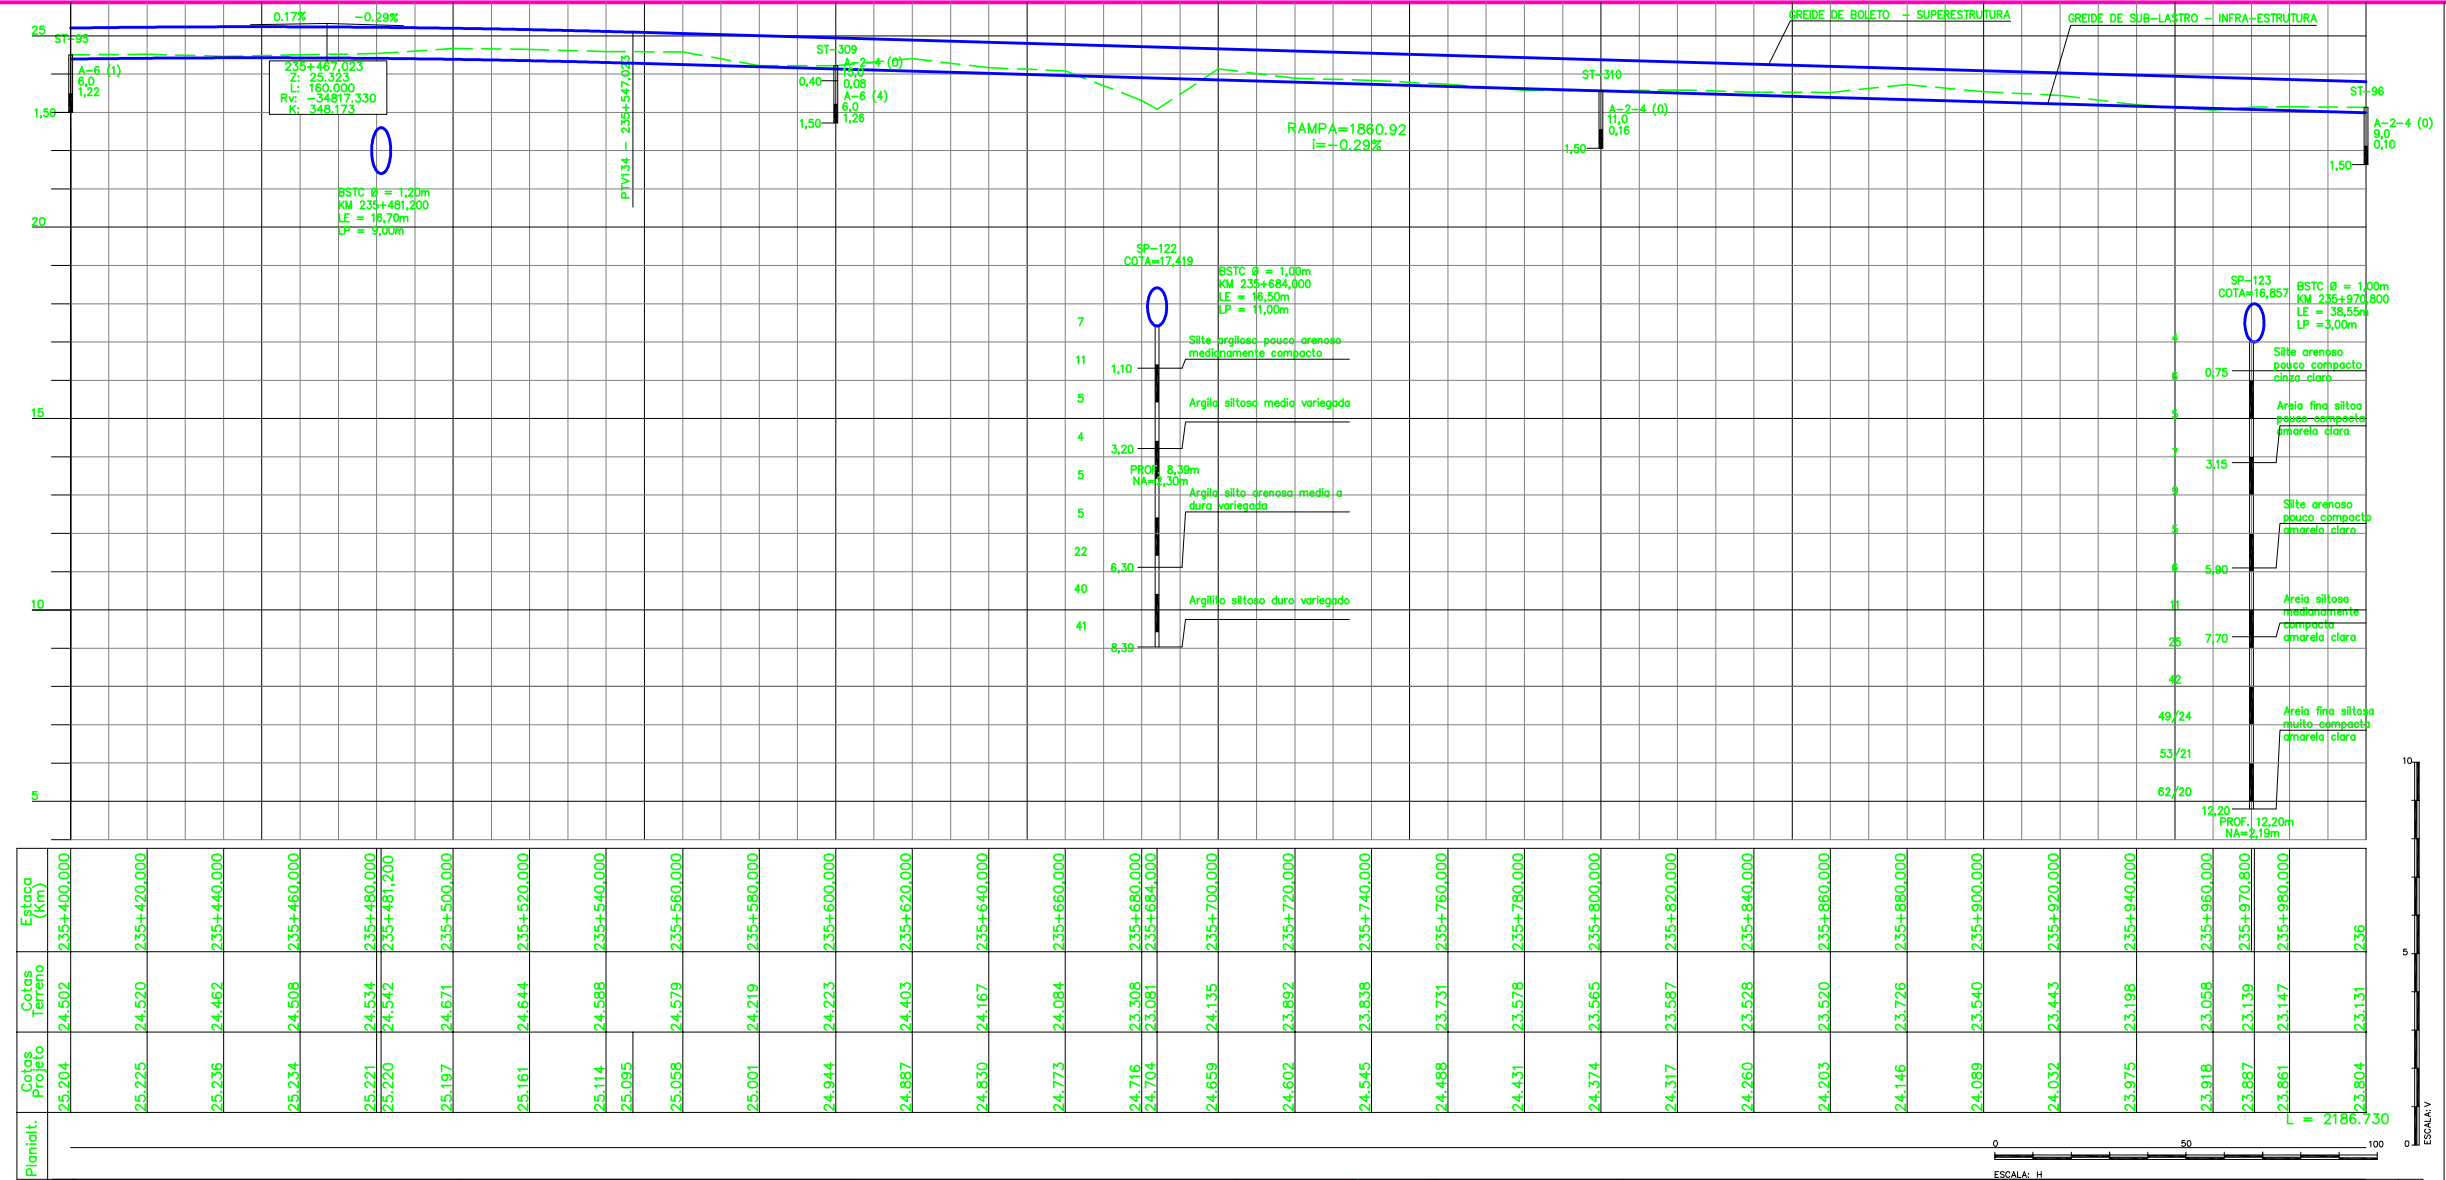 0.17%
-0.29%
GREIDE DE BOLETO - SUPERESTRUTURA
GREIDE DE SUB-LASTRO - INFRA-ESTRUTURA
25
20
15
10
5
ST-95
A-6 (1)
6,0
1,22
1,50
235+467,023
Z: 25.323
L: 160.000
Rv: -34817.330
K: 348.173
BSTC Ø = 1,20m
KM 235+481,200
LE = 16,70m
LP = 9,00m
PTV134 - 235+547,023
ST-309
A-2-4 (0)
15,0
0,40
0,08
A-6 (4)
6,0
1,26
1,50
RAMPA=1860.92
i=-0.29%
ST-310
A-2-4 (0)
11,0
0,16
1,50
ST-96
A-2-4 (0)
9,0
0,10
1,50
SP-122
COTA=17,419
BSTC Ø = 1,00m
KM 235+684,000
LE = 16,50m
LP = 11,00m
7
11
5
4
5
5
22
40
41
1,10
3,20
6,30
8,39
PROF. 8,39m
NA=2,30m
Silte argiloso pouco arenoso
medianamente compacto
Argila siltosa media variegada
Argila silto arenosa media a
dura variegada
Argilito siltoso duro variegado
SP-123
COTA=16,857
BSTC Ø = 1,00m
KM 235+970,800
LE = 38,55m
LP =3,00m
4
6
5
7
9
5
6
11
25
42
49/24
53/21
62/20
0,75
3,15
5,90
7,70
12,20
Silte arenoso
pouco compacto
cinza claro
Areia fina siltoa
pouco compacta
amarela clara
Silte arenoso
pouco compacto
amarela clara
Areia siltosa
medianamente
compacta
amarela clara
Areia fina siltosa
muito compacta
amarela clara
PROF. 12,20m
NA=2,19m
Estaca
(Km)
235+400,000
235+420,000
235+440,000
235+460,000
235+480,000
235+481,200
235+500,000
235+520,000
235+540,000
235+560,000
235+580,000
235+600,000
235+620,000
235+640,000
235+660,000
235+680,000
235+684,000
235+700,000
235+720,000
235+740,000
235+760,000
235+780,000
235+800,000
235+820,000
235+840,000
235+860,000
235+880,000
235+900,000
235+920,000
235+940,000
235+960,000
235+970,800
235+980,000
236
Cotas
Terreno
24.502
24.520
24.462
24.508
24.534
24.542
24.671
24.644
24.588
24.579
24.219
24.223
24.403
24.167
24.084
23.308
23.081
24.135
23.892
23.838
23.731
23.578
23.565
23.587
23.528
23.520
23.726
23.540
23.443
23.198
23.058
23.139
23.147
23.131
Cotas
Projeto
25.204
25.225
25.236
25.234
25.221
25.220
25.197
25.161
25.114
25.095
25.058
25.001
24.944
24.887
24.830
24.773
24.716
24.704
24.659
24.602
24.545
24.488
24.431
24.374
24.317
24.260
24.203
24.146
24.089
24.032
23.975
23.918
23.887
23.861
23.804
Planialt.
L = 2186.730
0
50
100
ESCALA: H
10
5
0
ESCALA: V